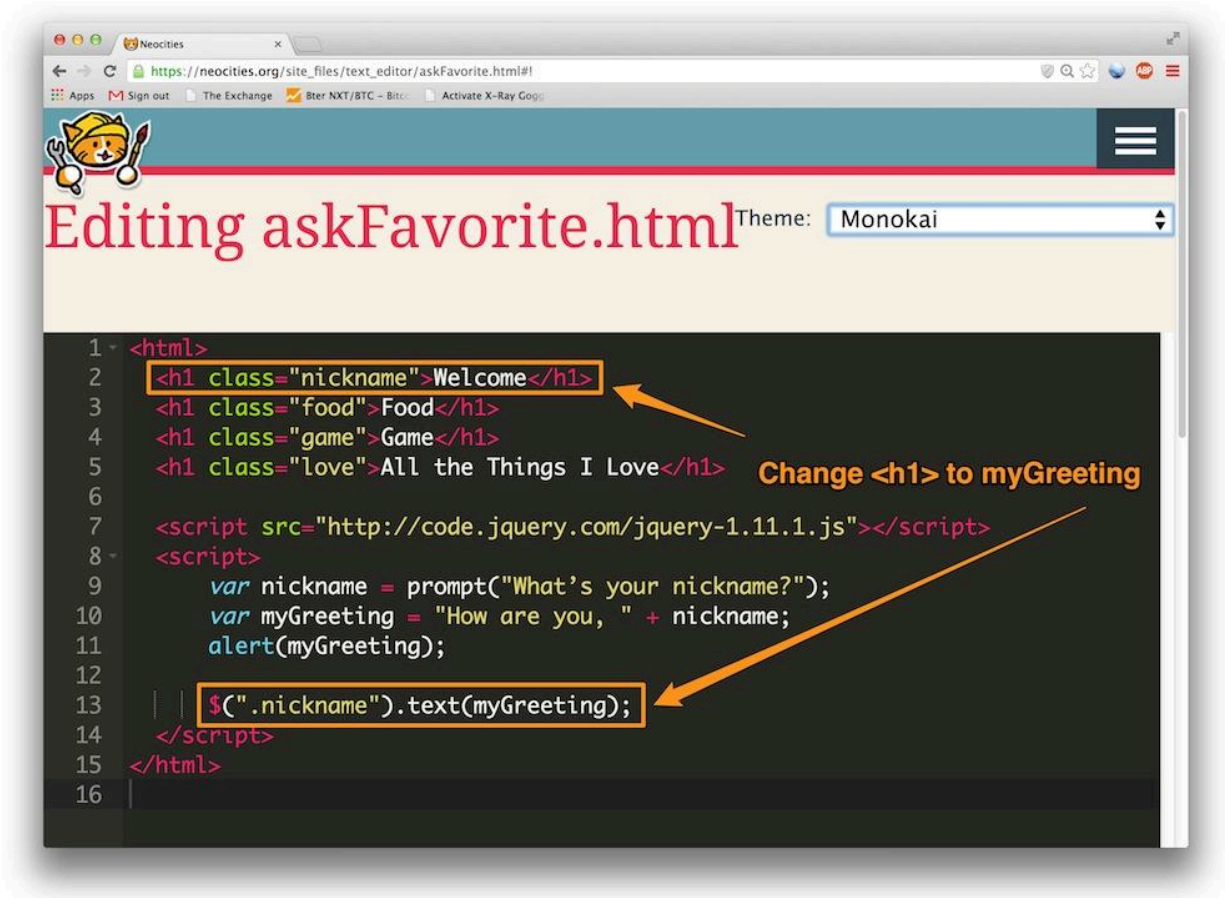 Neocities
https://neocities.org/site_files/text_editor/askFavorite.html#!
ABP
Apps Sign out The Exchange Bter NXT/BTC - Bitcc Activate X-Ray Gogg
Editing askFavorite.html Theme: Monokai
1 <html>
2 <h1 class="nickname">Welcome</h1>
3 <h1 class="food">Food</h1>
4 <h1 class="game">Game</h1>
5 <h1 class="love">All the Things I Love</h1>
Change <h1> to myGreeting
6
7 <script src="http://code.jquery.com/jquery-1.11.1.js"></script>
8 <script>
9 var nickname = prompt("What’s your nickname?");
10 var myGreeting = "How are you, " + nickname;
11 alert(myGreeting);
12
13 $(".nickname").text(myGreeting);
14 </script>
15 </html>
16